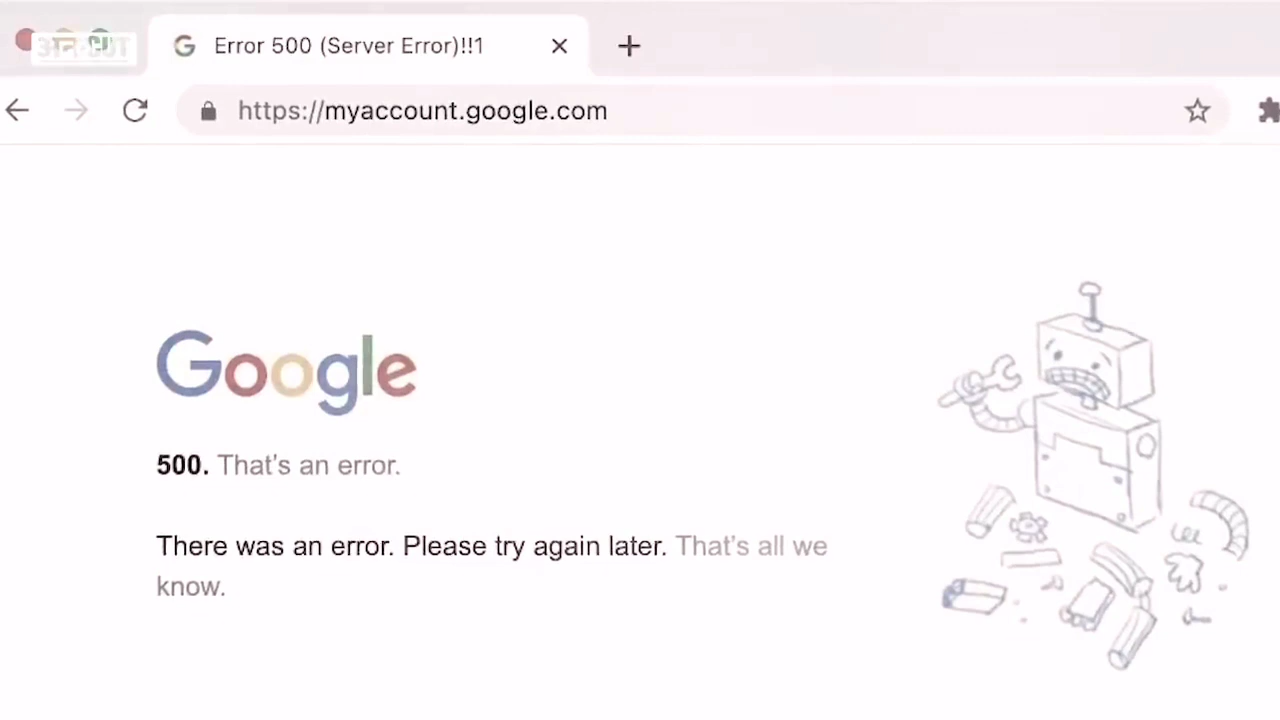 Error 500 (Server Error)!!1
https://myaccount.google.com
Google
500. That's an error.
There was an error. Please try again later. That's all we
know.